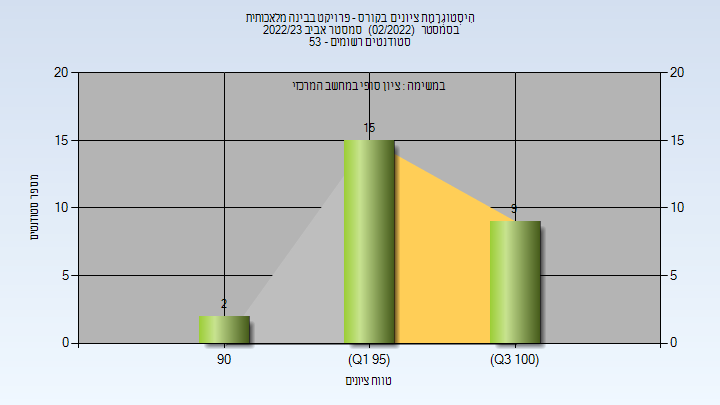 היסטוגרמת ציונים בקורס - פרויקט בבינה מלאכותית
בסמסטר (02/2022) סמסטר אביב 2022/23
סטודנטים רשומים - 53
במשימה : ציון סופי במחשב המרכזי
מספר סטודנטים
20
15
10
5
0
20
15
10
5
0
2
15
9
90
(Q1 95)
(Q3 100)
טווח ציונים